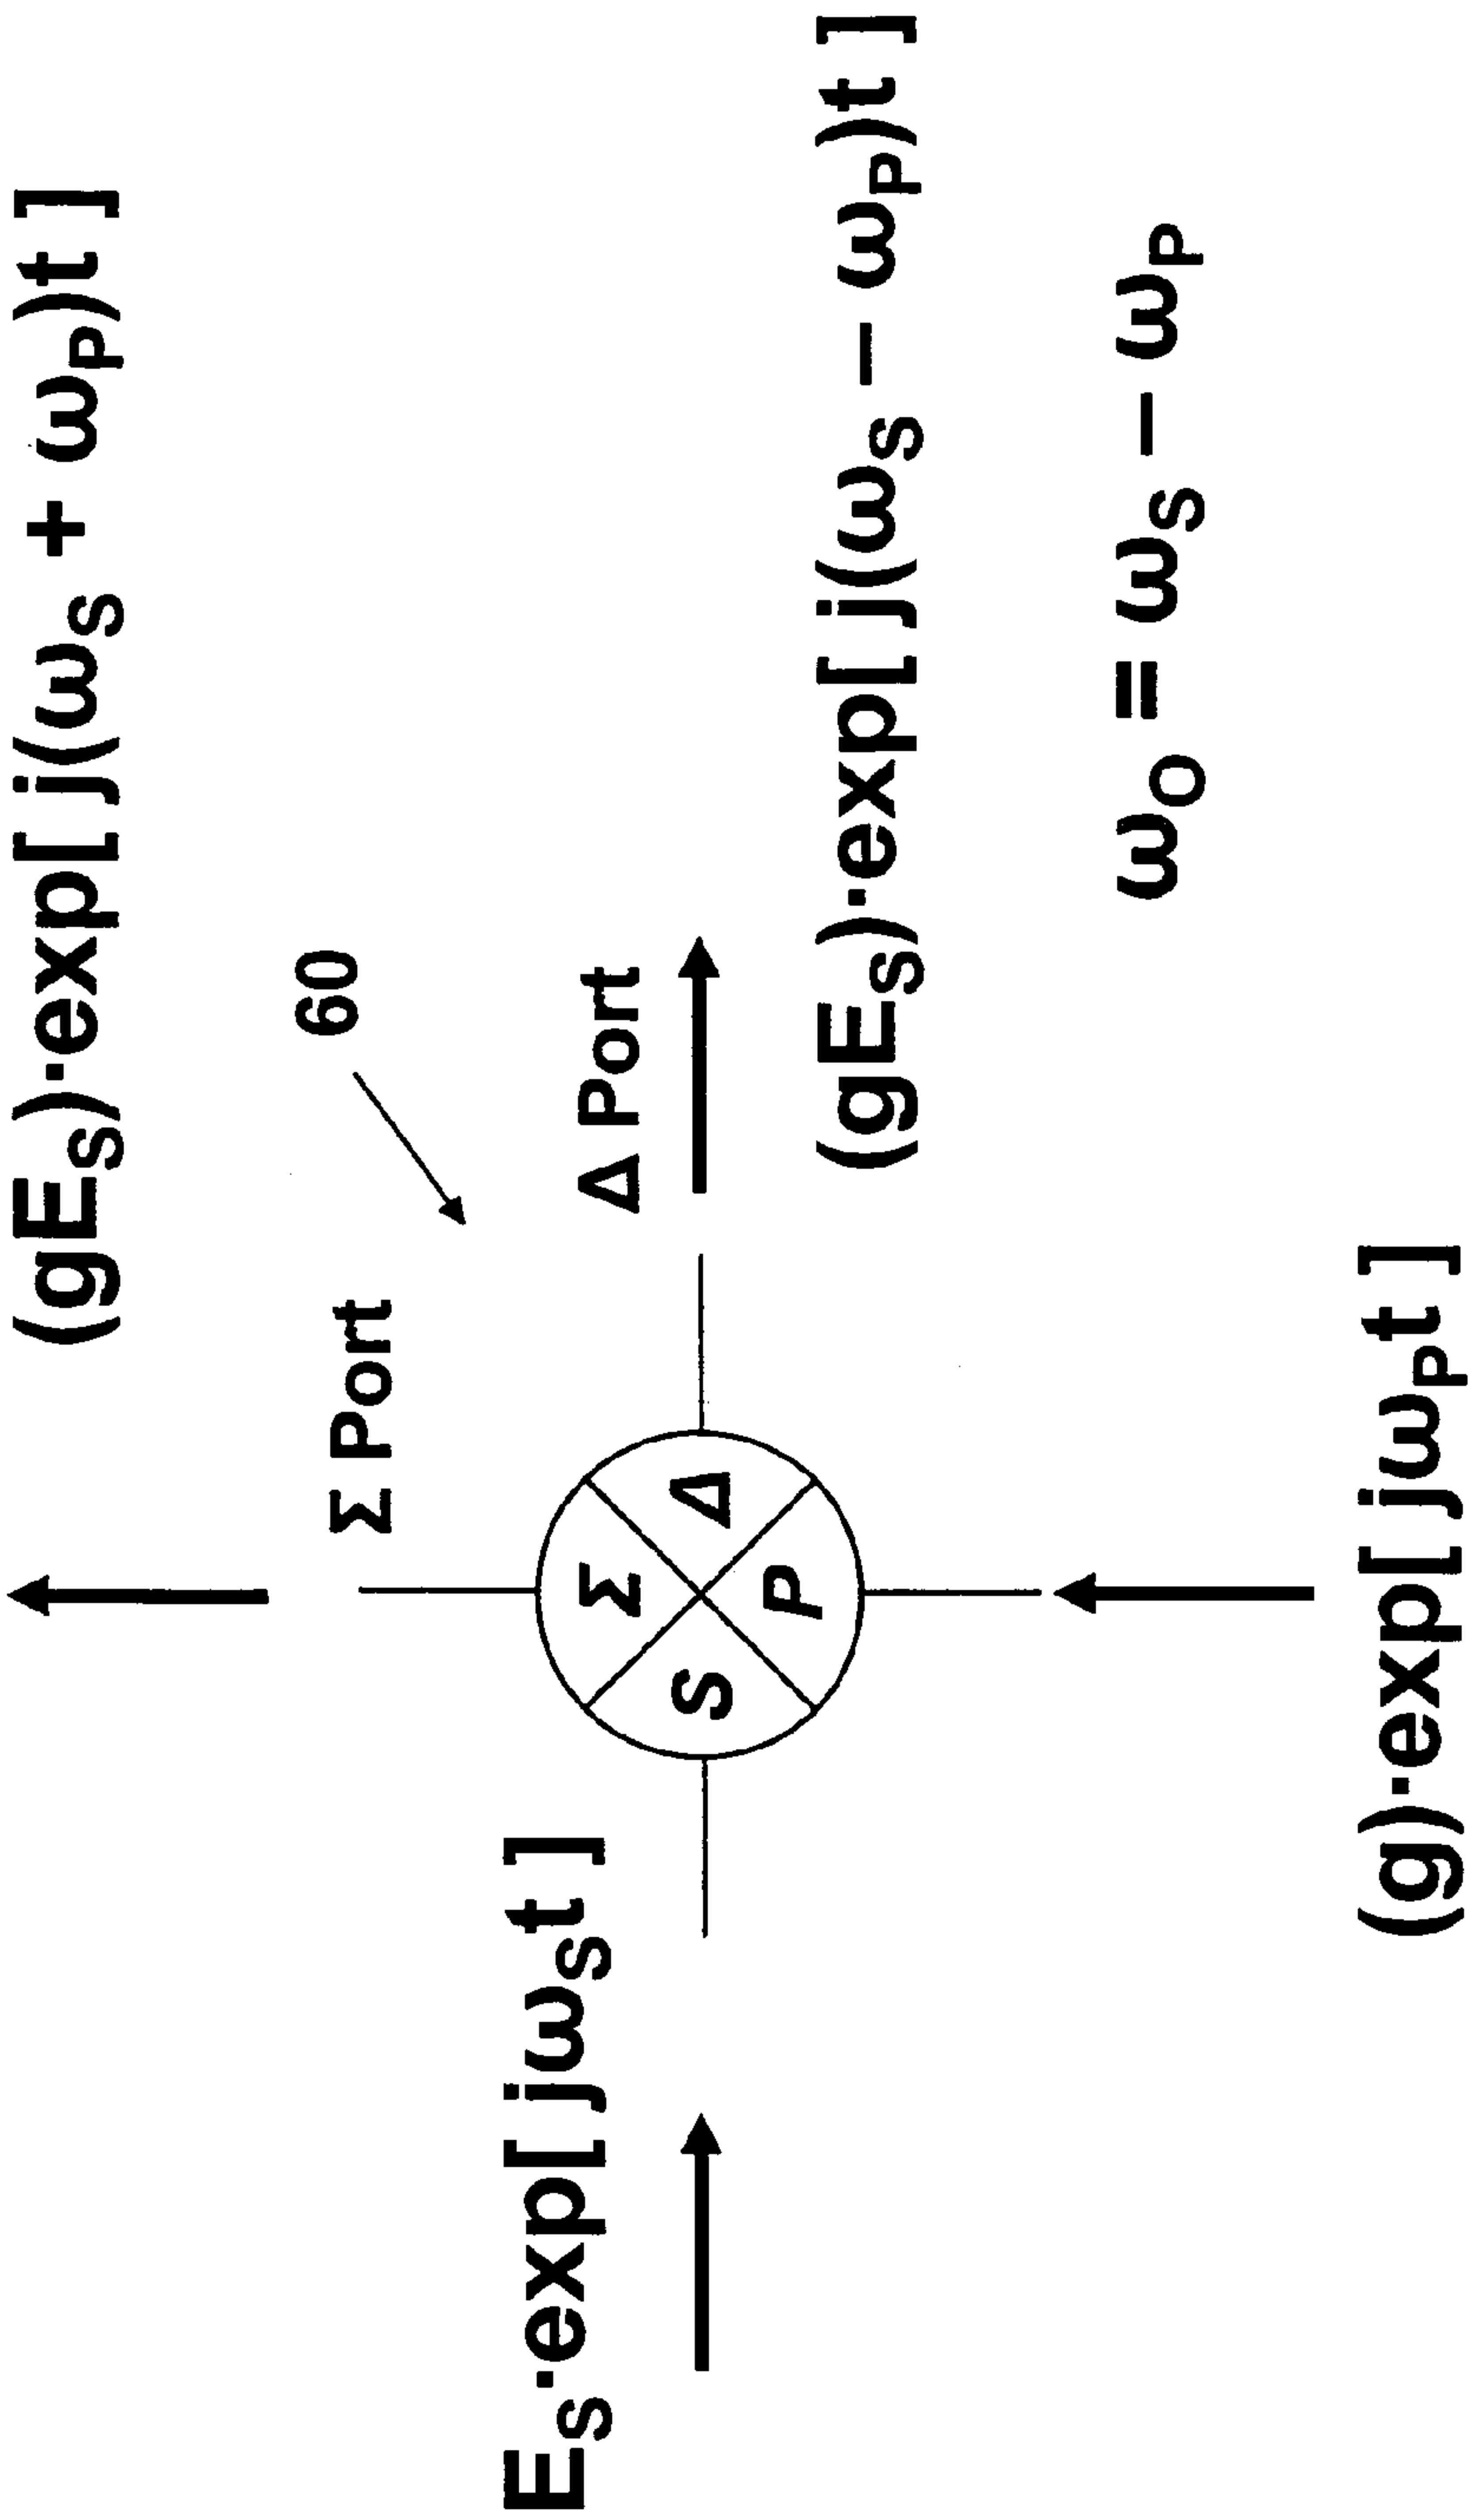 (gE_S)·exp[ j(ω_S + ω_P)t ]
60
Σ Port
E_S·exp[ jω_St ]
Δ Port
Σ
S Δ
P
(gE_S)·exp[ j(ω_S – ω_P)t ]
ω_O = ω_S – ω_P
(g)·exp[ jω_Pt ]